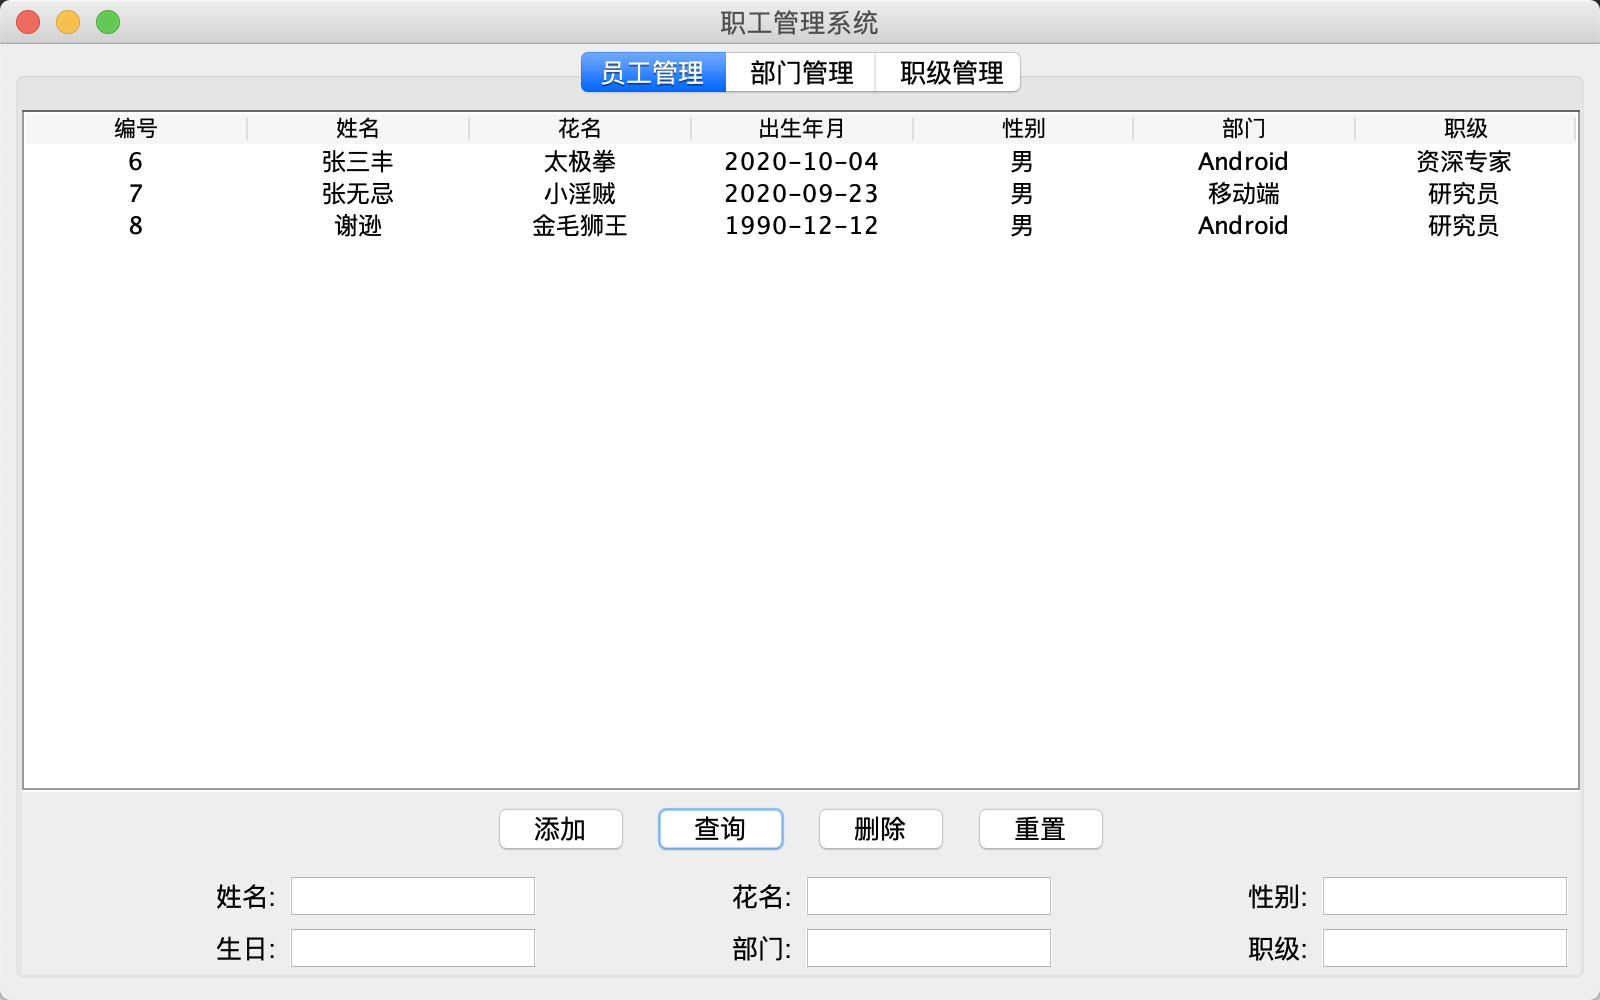 职工管理系统
员工管理 部门管理 职级管理
编号 姓名 花名 出生年月 性别 部门 职级
6 张三丰 太极拳 2020-10-04 男 Android 资深专家
7 张无忌 小淫贼 2020-09-23 男 移动端 研究员
8 谢逊 金毛狮王 1990-12-12 男 Android 研究员
添加 查询 删除 重置
姓名: 花名: 性别:
生日: 部门: 职级: